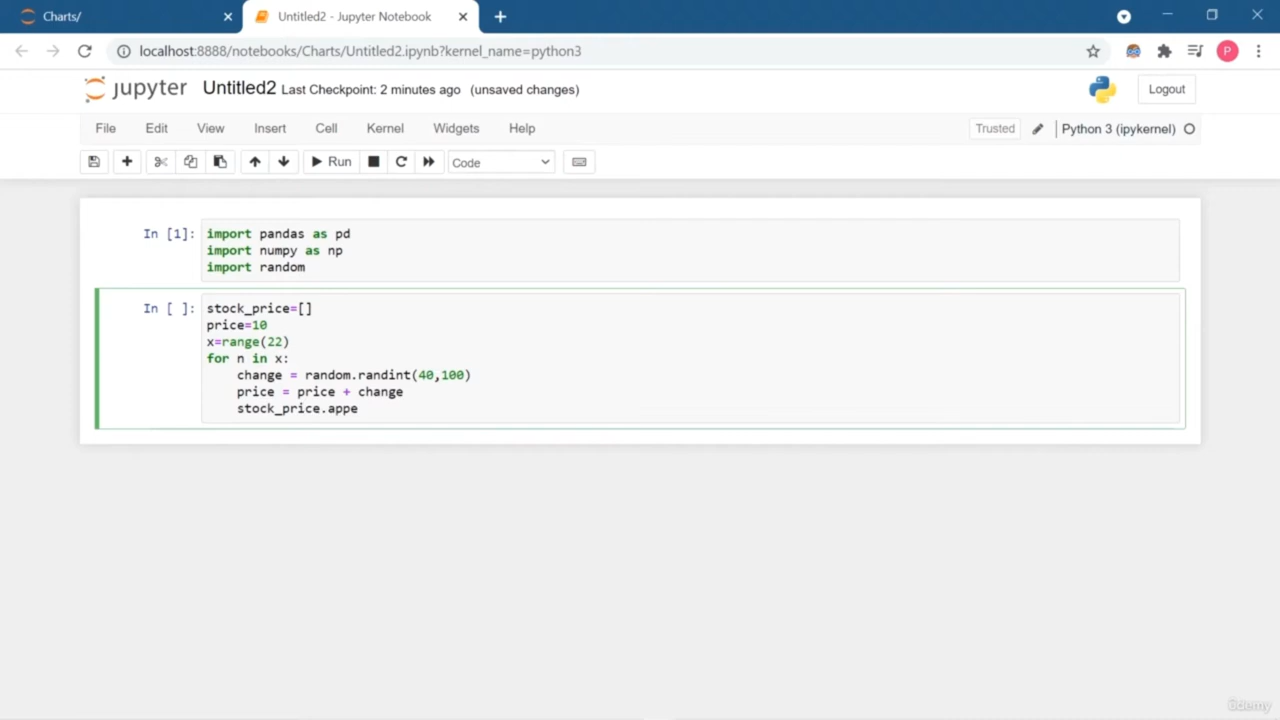 Charts/
Untitled2 - Jupyter Notebook
localhost:8888/notebooks/Charts/Untitled2.ipynb?kernel_name=python3
P
jupyter Untitled2 Last Checkpoint: 2 minutes ago (unsaved changes)
Logout
File Edit View Insert Cell Kernel Widgets Help
Trusted Python 3 (ipykernel)
Run Code
In [1]: import pandas as pd
import numpy as np
import random
In [ ]: stock_price=[]
price=10
x=range(22)
for n in x:
change = random.randint(40,100)
price = price + change
stock_price.appe
ûdemy